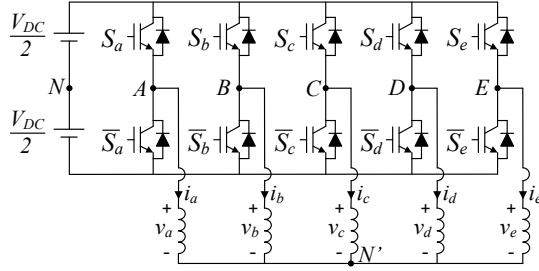 V_DC/2 S_a S_b S_c S_d S_e
N A B C D E
V_DC/2 S̅_a S̅_b S̅_c S̅_d S̅_e
i_a i_b i_c i_d i_e
+ + + + +
v_a v_b v_c v_d v_e
- - - - -
N'